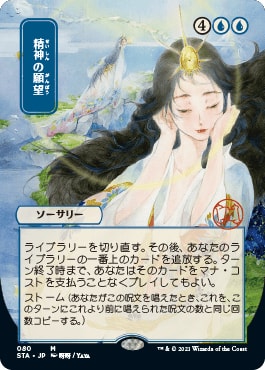 精神の願望
せいしん がんぼう
4
ソーサリー
ライブラリーを切り直す。その後、あなたのラ
イブラリーの一番上のカードを追放する。ター
ン終了時まで、あなたはそのカードをマナ・コ
ストを支払うことなくプレイしてもよい。
ストーム(あなたがこの呪文を唱えたとき、これを、こ
のターンにこれより前に唱えられた呪文の数と同じ回
数コピーする。)
080 M
STA・JP 呀呀/YAYA
™ & © 2021 Wizards of the Coast